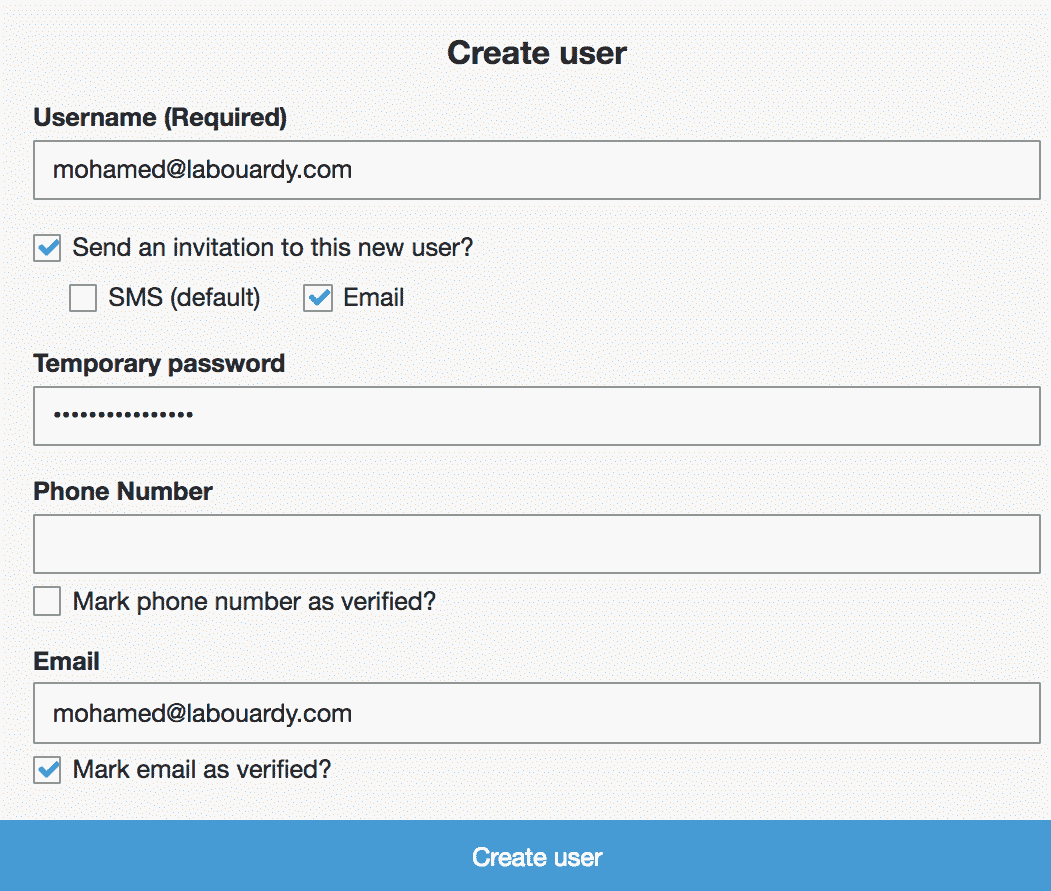 Create user
Username (Required)
mohamed@labouardy.com
Send an invitation to this new user?
SMS (default) Email
Temporary password
••••••••••••••••
Phone Number
Mark phone number as verified?
Email
mohamed@labouardy.com
Mark email as verified?
Create user